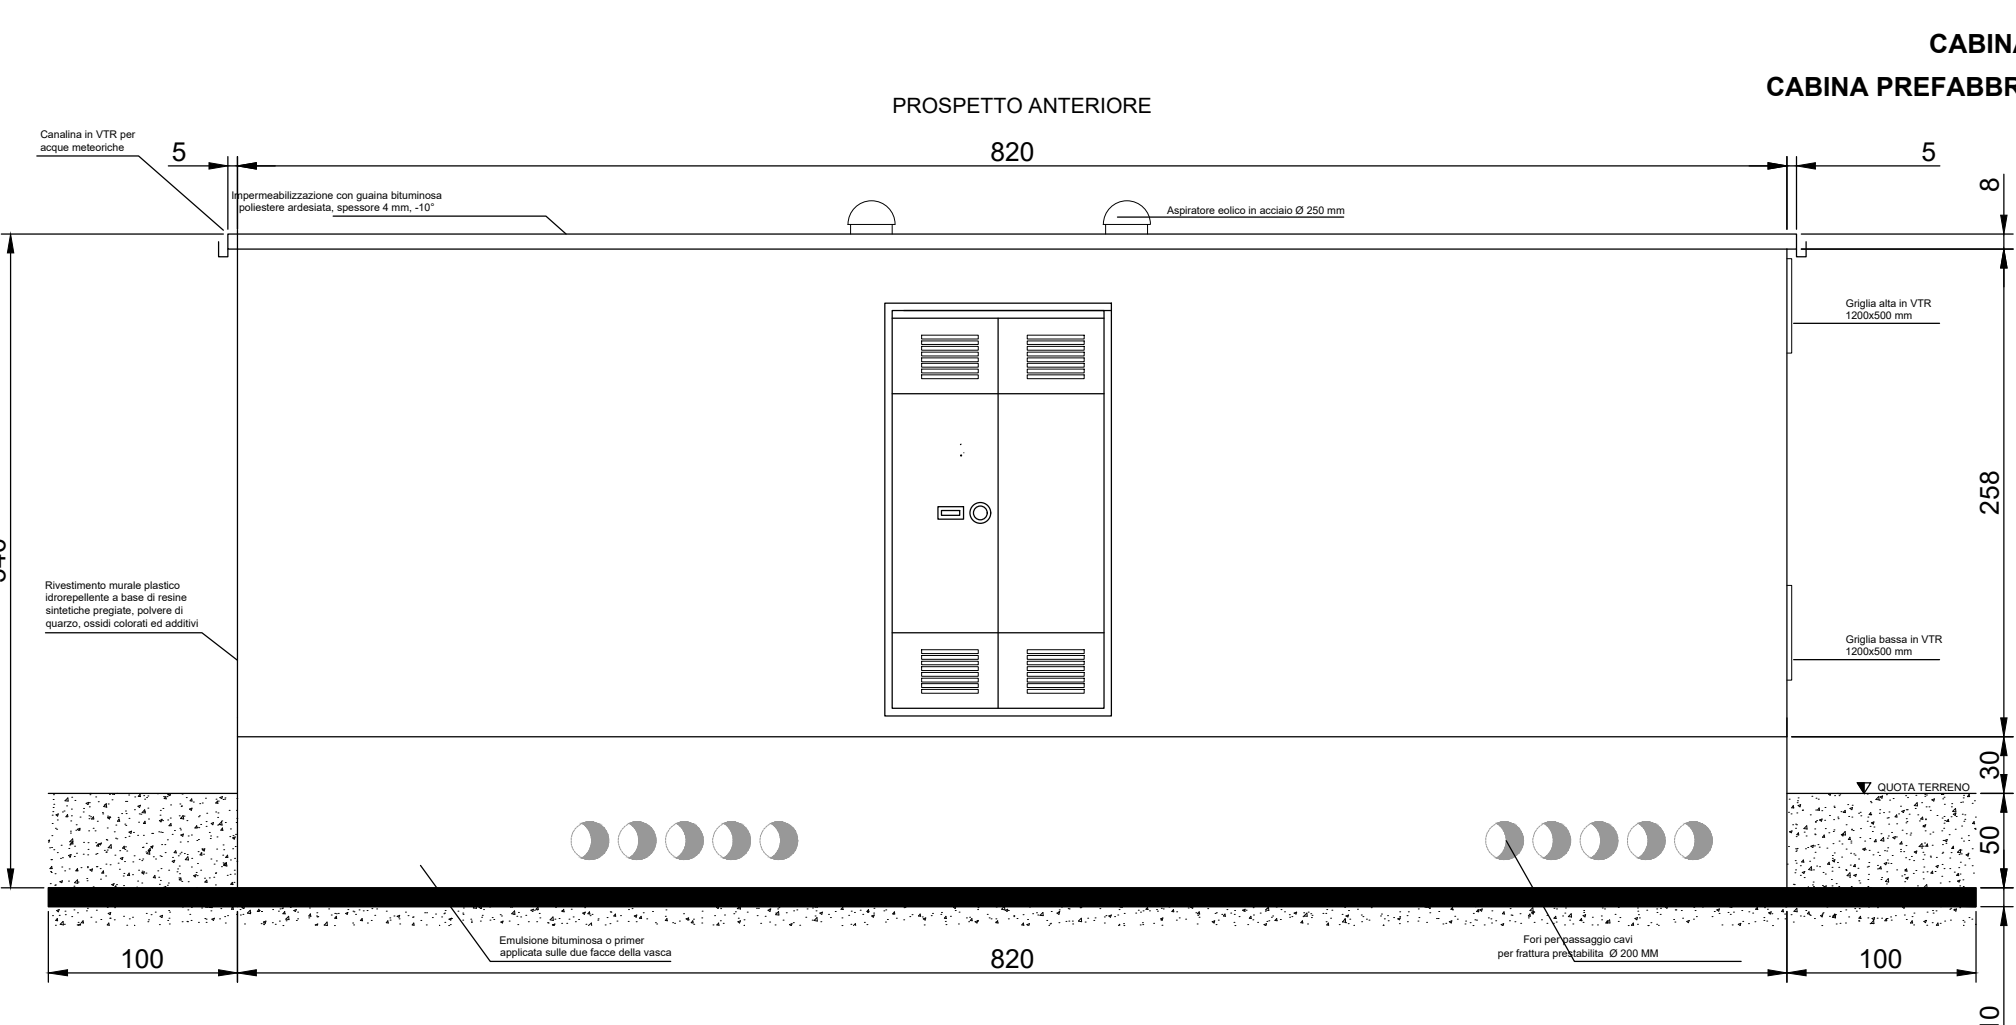 CABINA
CABINA PREFABBR
PROSPETTO ANTERIORE
Canalina in VTR per
acque meteoriche
5
820
5
8
Impermeabilizzazione con guaina bituminosa
poliestere ardesiata, spessore 4 mm, -10°
Aspiratore eolico in acciaio Ø 250 mm
Griglia alta in VTR
1200x500 mm
258
Rivestimento murale plastico
idrorepellente a base di resine
sintetiche pregiate, polvere di
quarzo, ossidi colorati ed additivi
Griglia bassa in VTR
1200x500 mm
30
QUOTA TERRENO
50
Emulsione bituminosa o primer
applicata sulle due facce della vasca
Fori per passaggio cavi
per frattura prestabilita Ø 200 MM
100
820
100